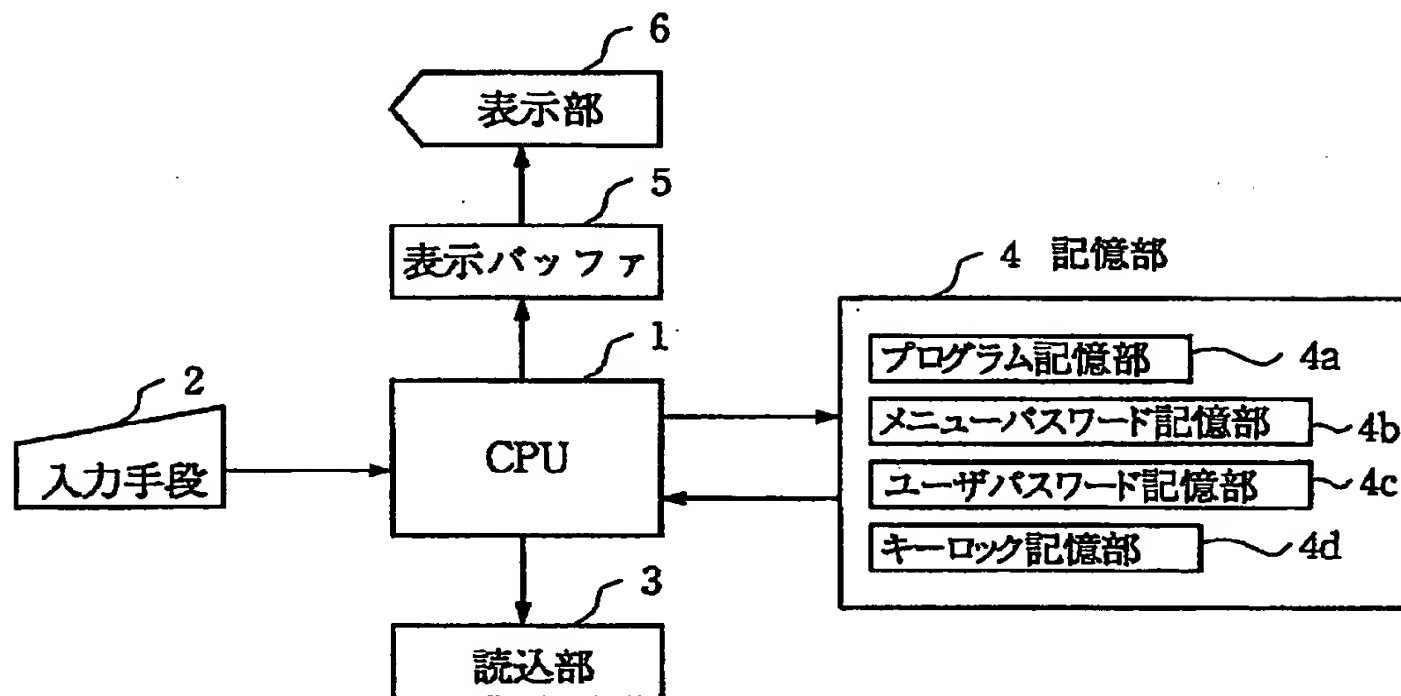 6
表示部
5
表示バッファ
4 記憶部
1
プログラム記憶部 4a
2
メニューパスワード記憶部 4b
CPU
入力手段
ユーザパスワード記憶部 4c
キーロック記憶部 4d
3
読込部